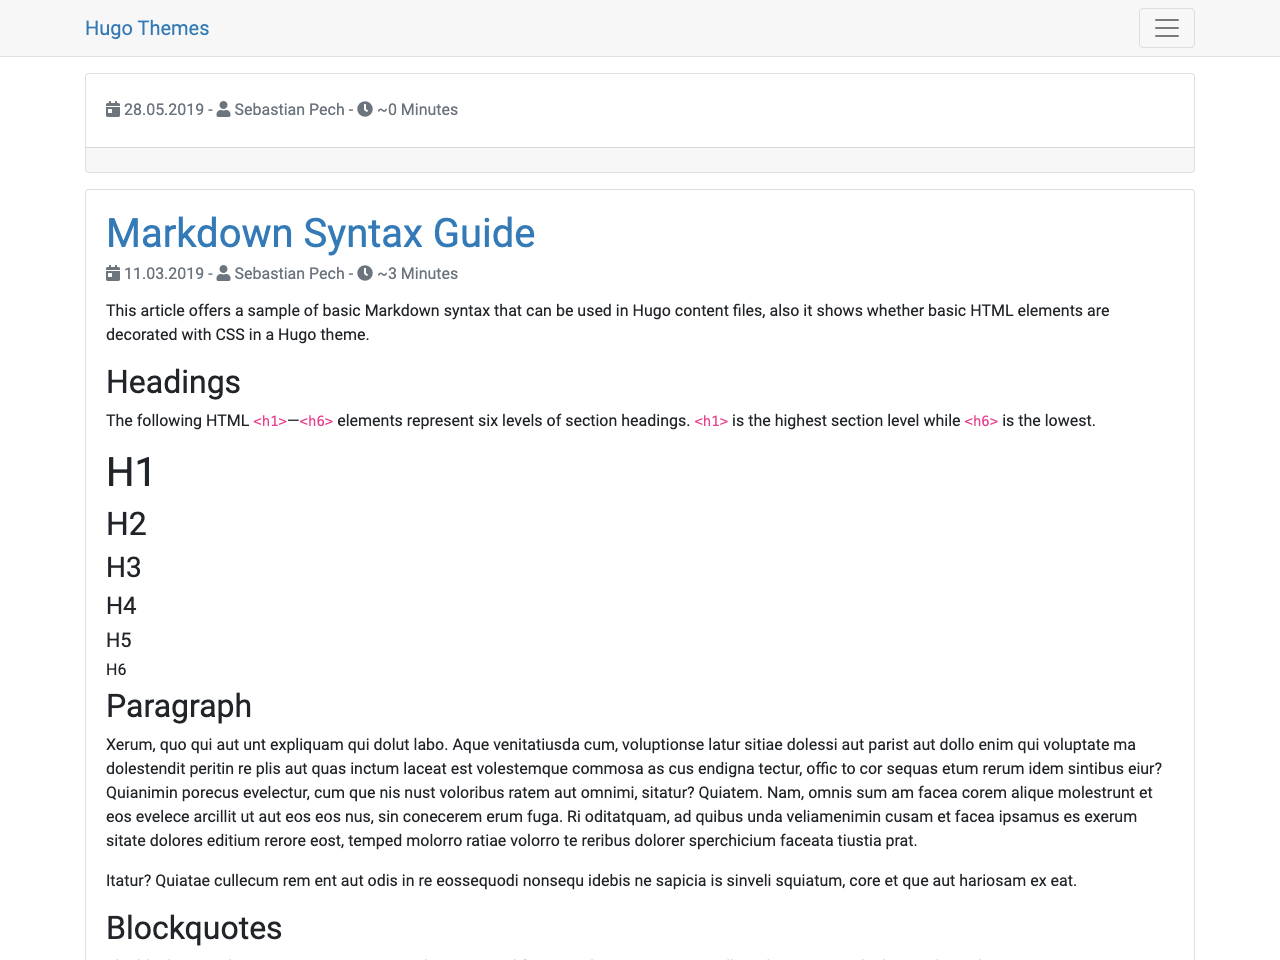 Hugo Themes
28.05.2019 - Sebastian Pech - ~0 Minutes
Markdown Syntax Guide
11.03.2019 - Sebastian Pech - ~3 Minutes
This article offers a sample of basic Markdown syntax that can be used in Hugo content files, also it shows whether basic HTML elements are
decorated with CSS in a Hugo theme.
Headings
The following HTML <h1>—<h6> elements represent six levels of section headings. <h1> is the highest section level while <h6> is the lowest.
H1
H2
H3
H4
H5
H6
Paragraph
Xerum, quo qui aut unt expliquam qui dolut labo. Aque venitatiusda cum, voluptionse latur sitiae dolessi aut parist aut dollo enim qui voluptate ma
dolestendit peritin re plis aut quas inctum laceat est volestemque commosa as cus endigna tectur, offic to cor sequas etum rerum idem sintibus eiur?
Quianimin porecus evelectur, cum que nis nust voloribus ratem aut omnimi, sitatur? Quiatem. Nam, omnis sum am facea corem alique molestrunt et
eos evelece arcillit ut aut eos eos nus, sin conecerem erum fuga. Ri oditatquam, ad quibus unda veliamenimin cusam et facea ipsamus es exerum
sitate dolores editium rerore eost, temped molorro ratiae volorro te reribus dolorer sperchicium faceata tiustia prat.
Itatur? Quiatae cullecum rem ent aut odis in re eossequodi nonsequ idebis ne sapicia is sinveli squiatum, core et que aut hariosam ex eat.
Blockquotes